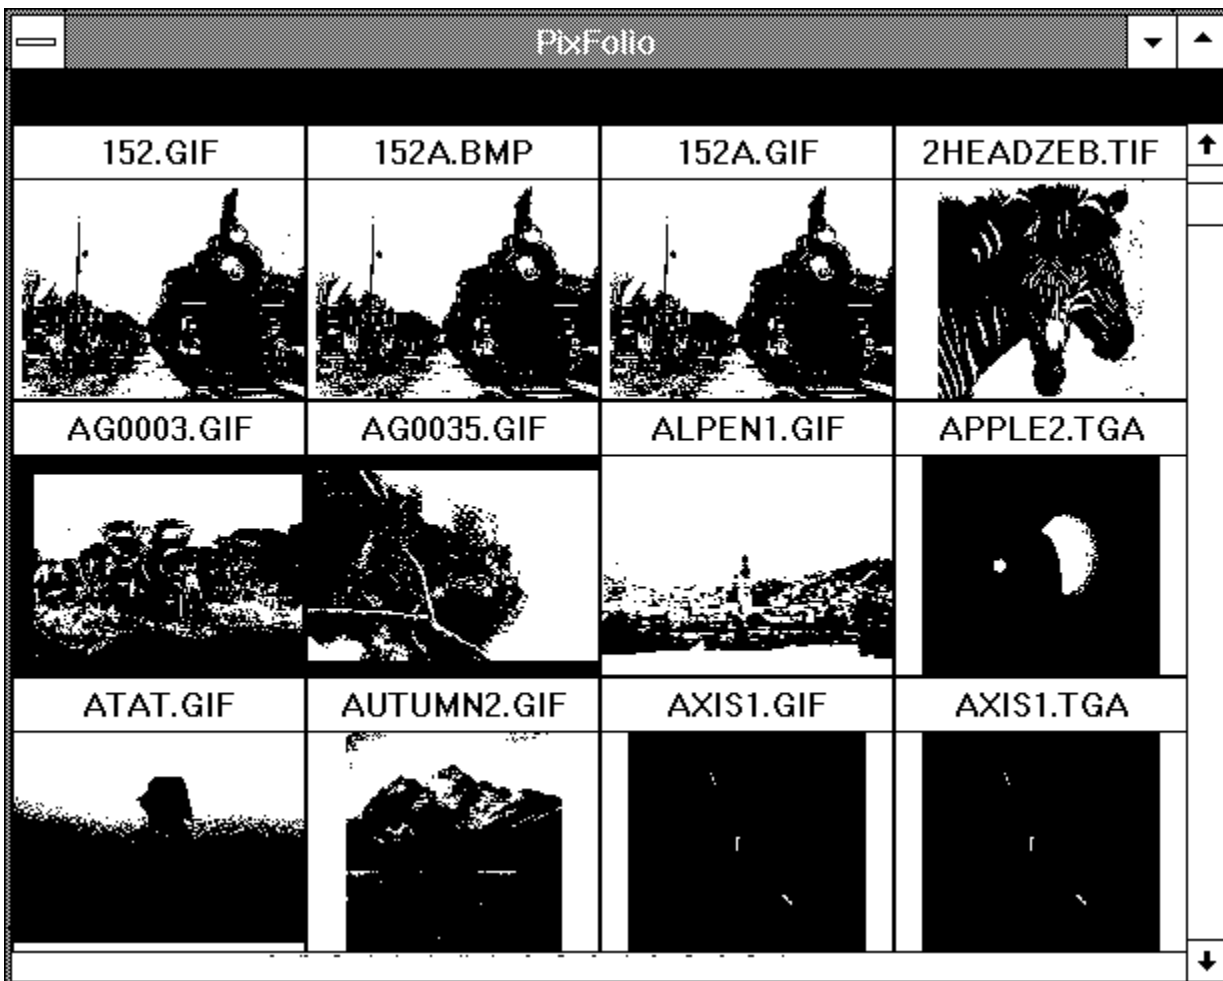 PixFolio
152.GIF 152A.BMP 152A.GIF 2HEADZEB.TIF
AG0003.GIF AG0035.GIF ALPEN1.GIF APPLE2.TGA
ATAT.GIF AUTUMN2.GIF AXIS1.GIF AXIS1.TGA